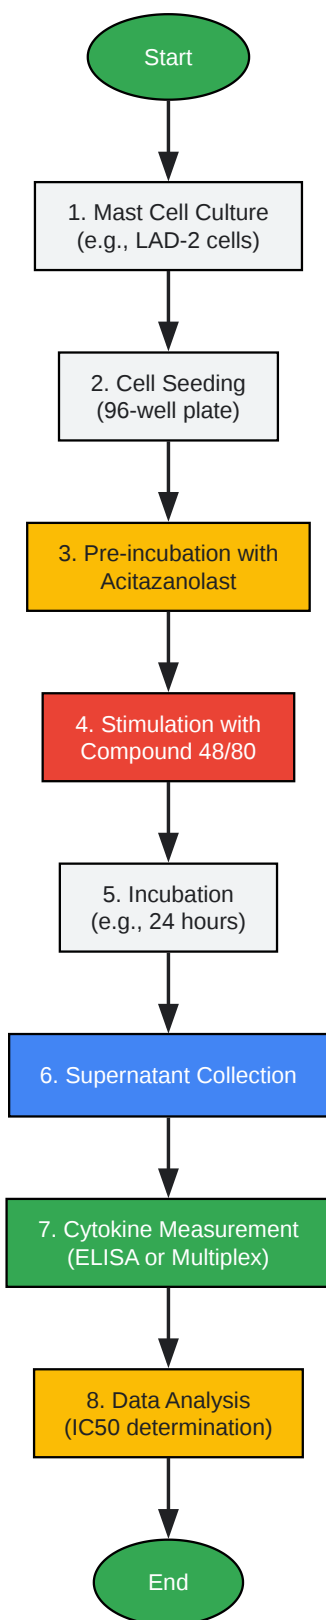 Start
1. Mast Cell Culture
(e.g., LAD-2 cells)
2. Cell Seeding
(96-well plate)
3. Pre-incubation with
Acitazanolast
4. Stimulation with
Compound 48/80
5. Incubation
(e.g., 24 hours)
6. Supernatant Collection
7. Cytokine Measurement
(ELISA or Multiplex)
8. Data Analysis
(IC50 determination)
End